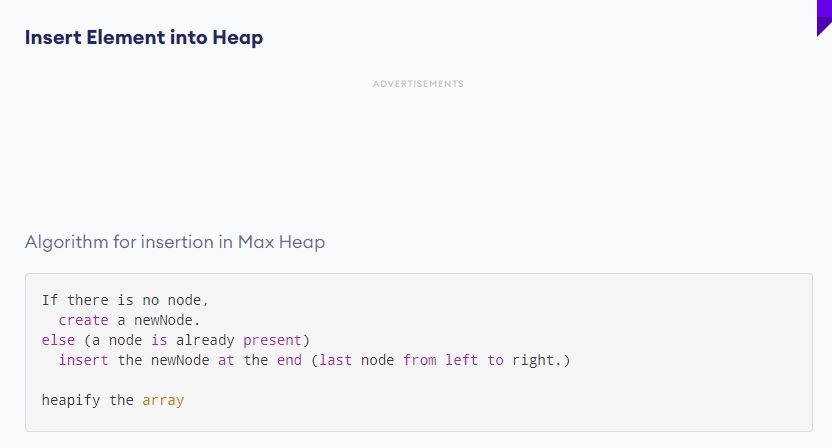 Insert Element into Heap
ADVERTISEMENTS
Algorithm for insertion in Max Heap
If there is no node,
  create a newNode.
else (a node is already present)
  insert the newNode at the end (last node from left to right.)
heapify the array